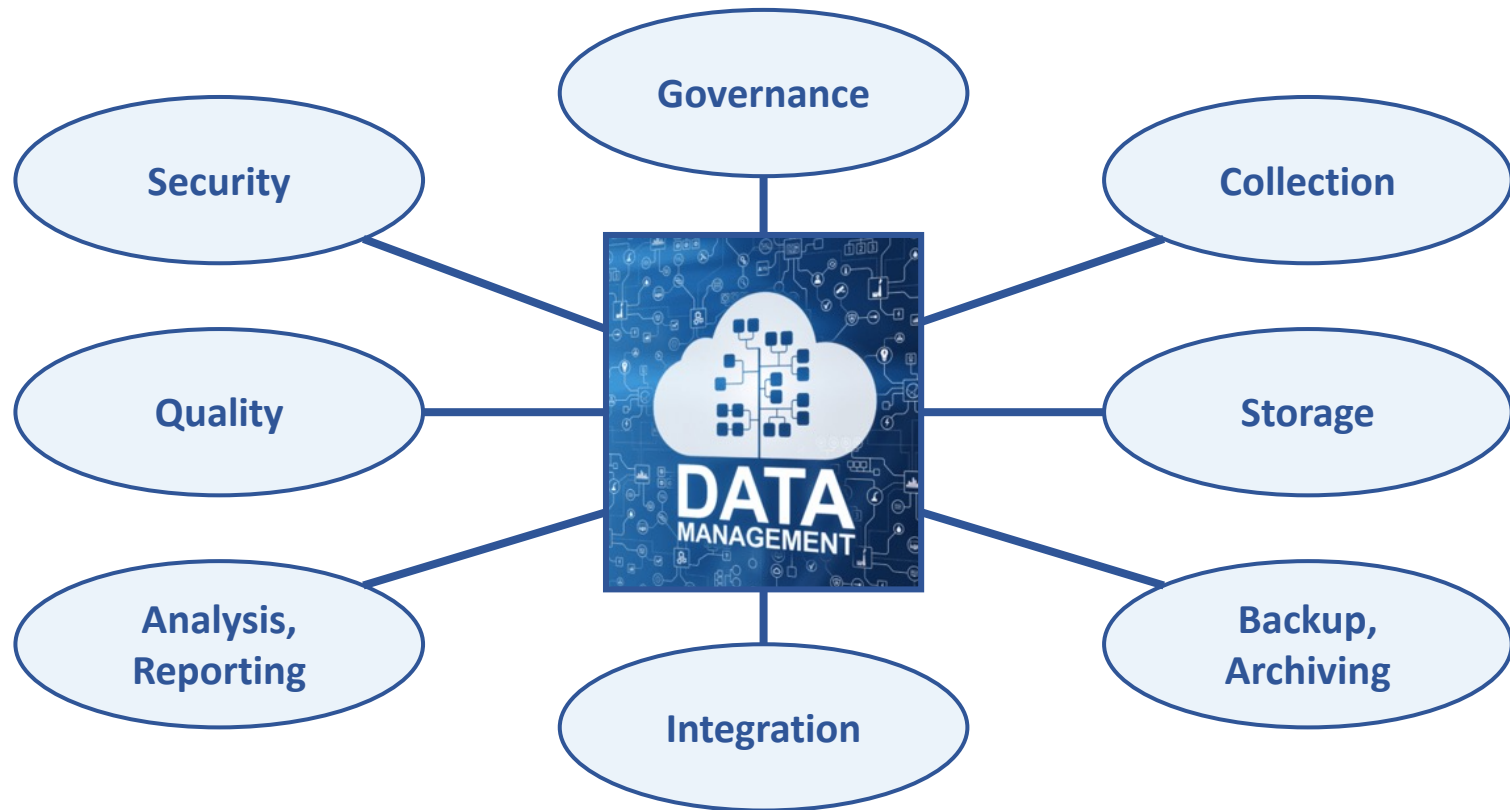 Governance
Security
Collection
Quality
Storage
DATA
MANAGEMENT
Analysis,
Reporting
Backup,
Archiving
Integration